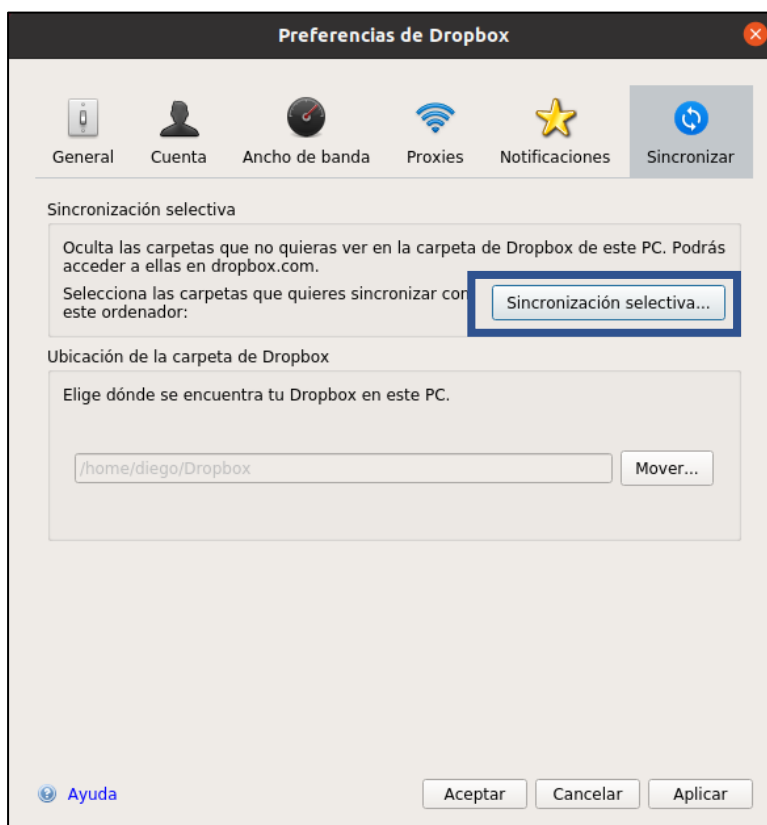 Preferencias de Dropbox
General Cuenta Ancho de banda Proxies Notificaciones Sincronizar
Sincronización selectiva
Oculta las carpetas que no quieras ver en la carpeta de Dropbox de este PC. Podrás
acceder a ellas en dropbox.com.
Selecciona las carpetas que quieres sincronizar con
este ordenador:
Sincronización selectiva...
Ubicación de la carpeta de Dropbox
Elige dónde se encuentra tu Dropbox en este PC.
/home/diego/Dropbox
Mover...
Ayuda
Aceptar Cancelar Aplicar